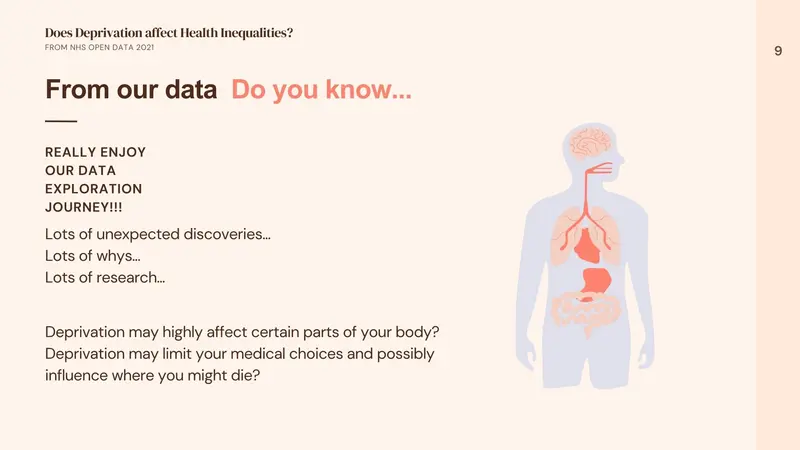 Does Deprivation affect Health Inequalities?
FROM NHS OPEN DATA 2021
9
From our data Do you know...
REALLY ENJOY
OUR DATA
EXPLORATION
JOURNEY!!!
Lots of unexpected discoveries...
Lots of whys...
Lots of research...
Deprivation may highly affect certain parts of your body?
Deprivation may limit your medical choices and possibly
influence where you might die?